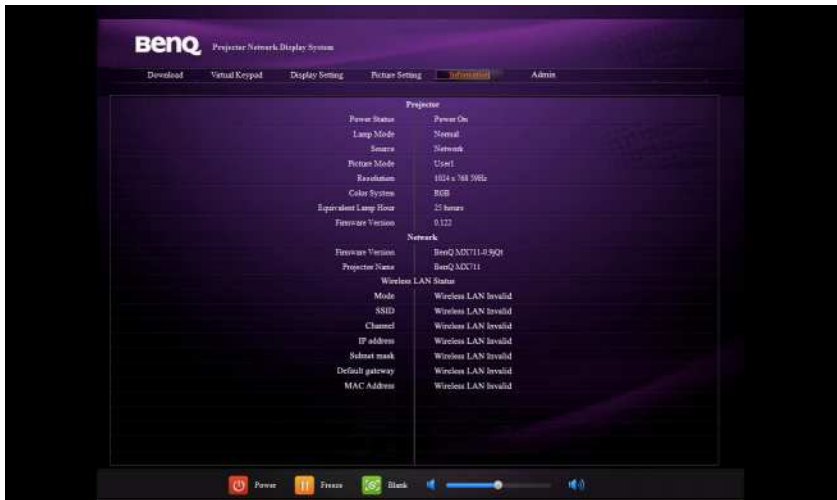 BenQ Projector Network Display System
Download Virtual Keypad Display Setting Picture Setting Information Admin
Projector
Power Status Power On
Lamp Mode Normal
Source Network
Picture Mode User1
Resolution 1024 x 768 59Hz
Color System RGB
Equivalent Lamp Hour 25 hours
Firmware Version 0.122
Network
Firmware Version BenQ MX711-0.9jQt
Projector Name BenQ MX711
Wireless LAN Status
Mode Wireless LAN Invalid
SSID Wireless LAN Invalid
Channel Wireless LAN Invalid
IP address Wireless LAN Invalid
Subnet mask Wireless LAN Invalid
Default gateway Wireless LAN Invalid
MAC Address Wireless LAN Invalid
Power Freeze Blank